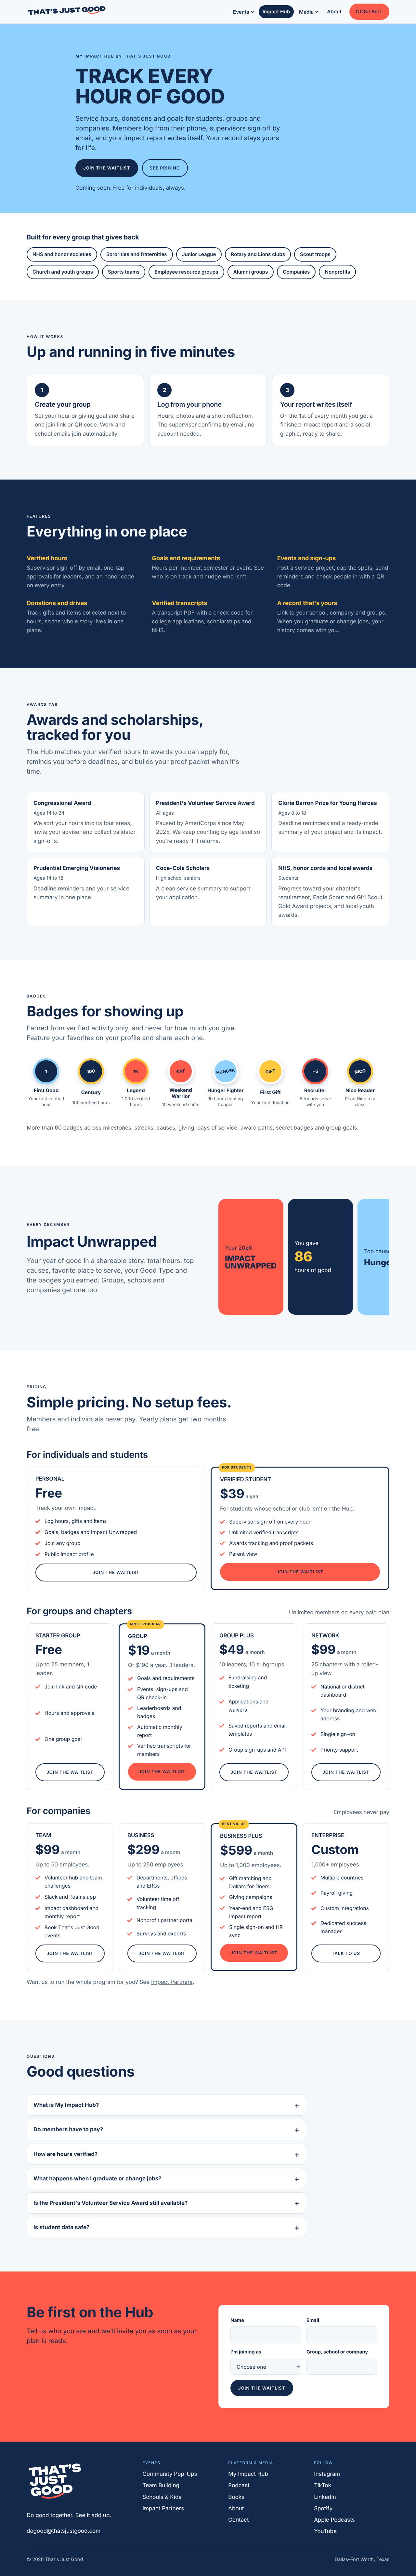 THAT'S JUST GOOD
Events
Impact Hub
Media
About
CONTACT
MY IMPACT HUB BY THAT'S JUST GOOD
TRACK EVERY
HOUR OF GOOD
Service hours, donations and goals for students, groups and
companies. Members log from their phone, supervisors sign off by
email, and your impact report writes itself. Your record stays yours
for life.
JOIN THE WAITLIST
SEE PRICING
Coming soon. Free for individuals, always.
Built for every group that gives back
NHS and honor societies
Sororities and fraternities
Junior League
Rotary and Lions clubs
Scout troops
Church and youth groups
Sports teams
Employee resource groups
Alumni groups
Companies
Nonprofits
HOW IT WORKS
Up and running in five minutes
1
Create your group
Set your hour or giving goal and share
one join link or QR code. Work and
school emails join automatically.
2
Log from your phone
Hours, photos and a short reflection.
The supervisor confirms by email, no
account needed.
3
Your report writes itself
On the 1st of every month you get a
finished impact report and a social
graphic, ready to share.
FEATURES
Everything in one place
Verified hours
Supervisor sign-off by email, one-tap
approvals for leaders, and an honor code
on every entry.
Goals and requirements
Hours per member, semester or event. See
who is on track and nudge who isn't.
Events and sign-ups
Post a service project, cap the spots, send
reminders and check people in with a QR
code.
Donations and drives
Track gifts and items collected next to
hours, so the whole story lives in one
place.
Verified transcripts
A transcript PDF with a check code for
college applications, scholarships and
NHS.
A record that's yours
Link to your school, company and groups.
When you graduate or change jobs, your
history comes with you.
AWARDS TAB
Awards and scholarships,
tracked for you
The Hub matches your verified hours to awards you can apply for,
reminds you before deadlines, and builds your proof packet when it's
time.
Congressional Award
Ages 14 to 24
We sort your hours into its four areas,
invite your adviser and collect validator
sign-offs.
President's Volunteer Service Award
All ages
Paused by AmeriCorps since May
2025. We keep counting by age level so
you're ready if it returns.
Gloria Barron Prize for Young Heroes
Ages 8 to 18
Deadline reminders and a ready-made
summary of your project and its impact.
Prudential Emerging Visionaries
Ages 14 to 18
Deadline reminders and your service
summary in one place.
Coca-Cola Scholars
High school seniors
A clean service summary to support
your application.
NHS, honor cords and local awards
Students
Progress toward your chapter's
requirement, Eagle Scout and Girl Scout
Gold Award projects, and local youth
awards.
BADGES
Badges for showing up
Earned from verified activity only, and never for how much you give.
Feature your favorites on your profile and share each one.
1
First Good
Your first verified
hour
100
Century
100 verified hours
1K
Legend
1,000 verified
hours
SAT
Weekend
Warrior
10 weekend shifts
HUNGER
Hunger Fighter
10 hours fighting
hunger
GIFT
First Gift
Your first donation
+5
Recruiter
5 friends serve
with you
NICO
Nico Reader
Read Nico to a
class
More than 60 badges across milestones, streaks, causes, giving, days of service, award paths, secret badges and group goals.
EVERY DECEMBER
Impact Unwrapped
Your year of good in a shareable story: total hours, top
causes, favorite place to serve, your Good Type and
the badges you earned. Groups, schools and
companies get one too.
Your 2026
IMPACT
UNWRAPPED
You gave
86
hours of good
Top cause
Hunge
PRICING
Simple pricing. No setup fees.
Members and individuals never pay. Yearly plans get two months
free.
For individuals and students
PERSONAL
Free
Track your own impact.
Log hours, gifts and items
Goals, badges and Impact Unwrapped
Join any group
Public impact profile
JOIN THE WAITLIST
FOR STUDENTS
VERIFIED STUDENT
$39 a year
For students whose school or club isn't on the Hub.
Supervisor sign-off on every hour
Unlimited verified transcripts
Awards tracking and proof packets
Parent view
JOIN THE WAITLIST
For groups and chapters
Unlimited members on every paid plan
STARTER GROUP
Free
Up to 25 members, 1
leader.
Join link and QR code
Hours and approvals
One group goal
JOIN THE WAITLIST
MOST POPULAR
GROUP
$19 a month
Or $190 a year. 3 leaders.
Goals and requirements
Events, sign-ups and
QR check-in
Leaderboards and
badges
Automatic monthly
report
Verified transcripts for
members
JOIN THE WAITLIST
GROUP PLUS
$49 a month
10 leaders, 10 subgroups.
Fundraising and
ticketing
Applications and
waivers
Saved reports and email
templates
Group sign-ups and API
JOIN THE WAITLIST
NETWORK
$99 a month
25 chapters with a rolled-
up view.
National or district
dashboard
Your branding and web
address
Single sign-on
Priority support
JOIN THE WAITLIST
For companies
Employees never pay
TEAM
$99 a month
Up to 50 employees.
Volunteer hub and team
challenges
Slack and Teams app
Impact dashboard and
monthly report
Book That's Just Good
events
JOIN THE WAITLIST
BUSINESS
$299 a month
Up to 250 employees.
Departments, offices
and ERGs
Volunteer time off
tracking
Nonprofit partner portal
Surveys and exports
JOIN THE WAITLIST
BEST VALUE
BUSINESS PLUS
$599 a month
Up to 1,000 employees.
Gift matching and
Dollars for Doers
Giving campaigns
Year-end and ESG
impact report
Single sign-on and HR
sync
JOIN THE WAITLIST
ENTERPRISE
Custom
1,000+ employees.
Multiple countries
Payroll giving
Custom integrations
Dedicated success
manager
TALK TO US
Want us to run the whole program for you? See Impact Partners.
QUESTIONS
Good questions
What is My Impact Hub? +
Do members have to pay? +
How are hours verified? +
What happens when I graduate or change jobs? +
Is the President's Volunteer Service Award still available? +
Is student data safe? +
Be first on the Hub
Tell us who you are and we'll invite you as soon as your
plan is ready.
Name
Email
I'm joining as
Group, school or company
Choose one
JOIN THE WAITLIST
THAT'S
JUST
GOOD
Do good together. See it add up.
dogood@thatsjustgood.com
EVENTS
Community Pop-Ups
Team Building
Schools & Kids
Impact Partners
PLATFORM & MEDIA
My Impact Hub
Podcast
Books
About
Contact
FOLLOW
Instagram
TikTok
LinkedIn
Spotify
Apple Podcasts
YouTube
© 2026 That's Just Good
Dallas–Fort Worth, Texas